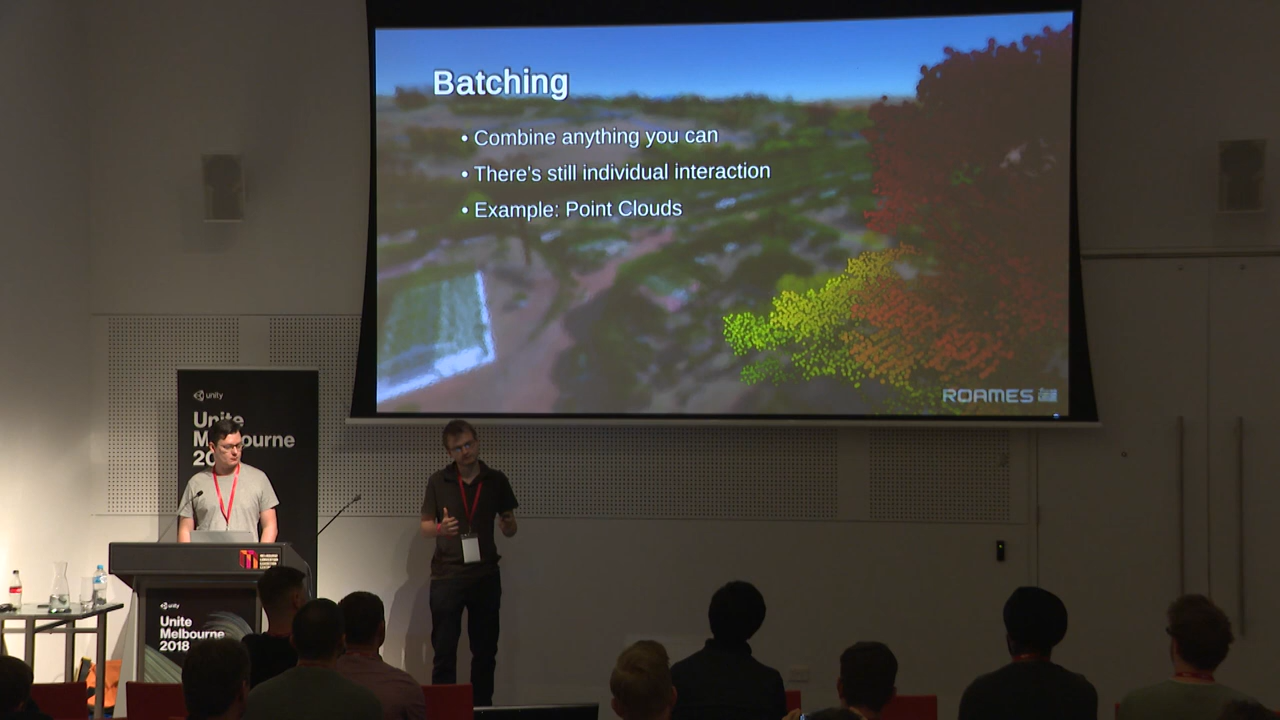 Batching
• Combine anything you can
• There's still individual interaction
• Example: Point Clouds
ROAMES
unity
Unite
Melbourne
20
unity
Unite
Melbourne
2018